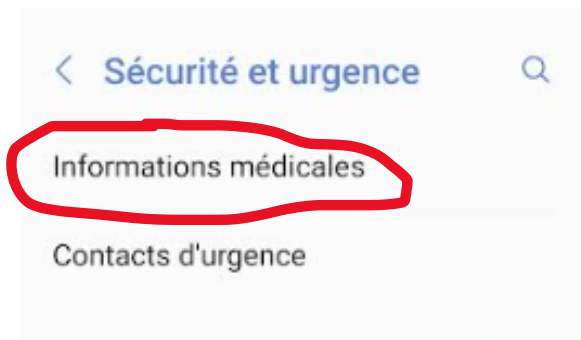 Sécurité et urgence
Informations médicales
Contacts d'urgence